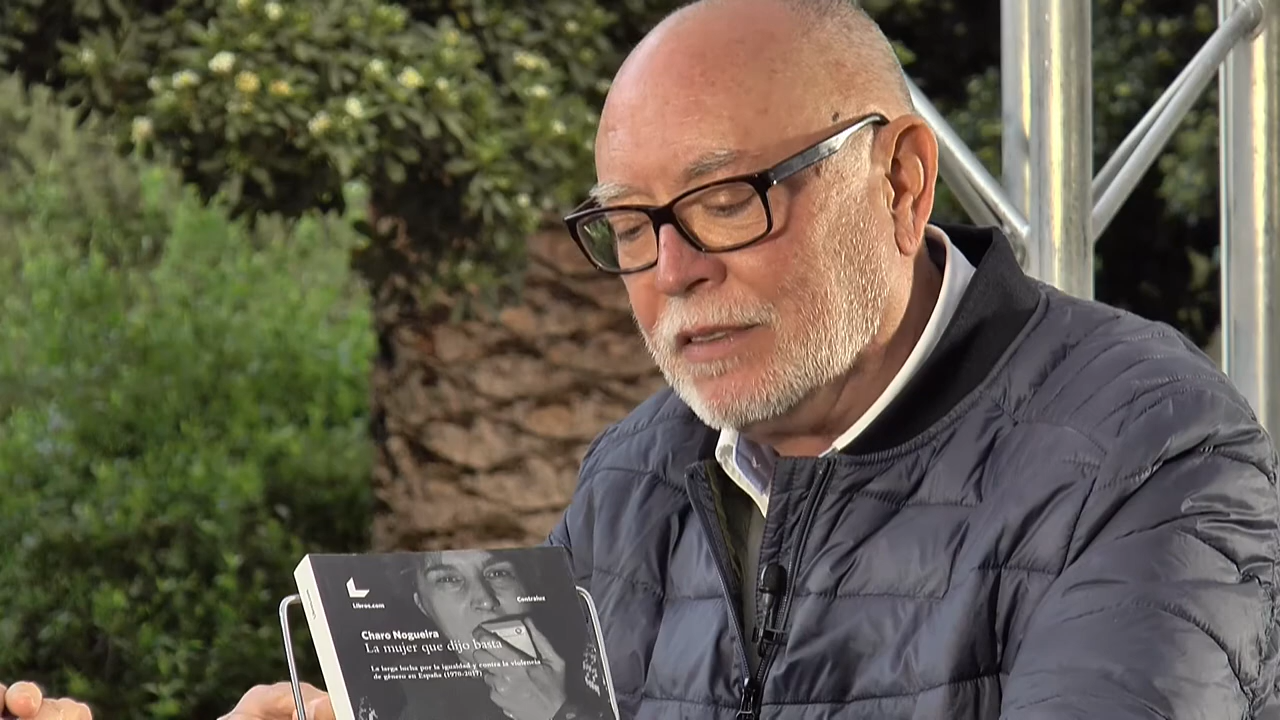 Libros.com
Contraluz
Charo Nogueira
La mujer que dijo basta
La larga lucha por la igualdad y contra la violencia
de género en España (1970-2017)